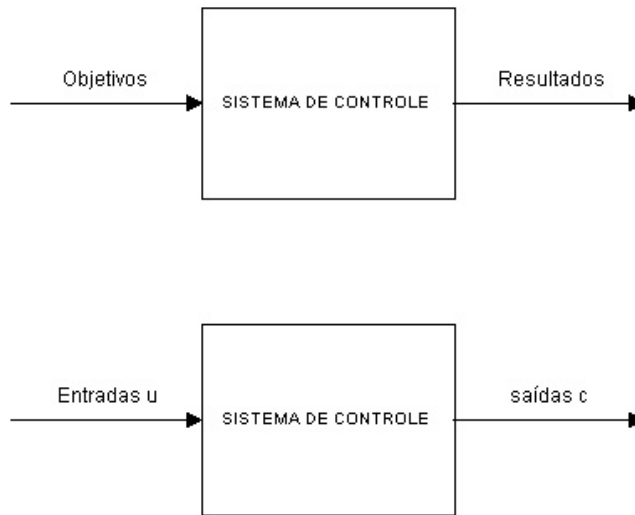 Objetivos
SISTEMA DE CONTROLE
Resultados
Entradas u
SISTEMA DE CONTROLE
saídas c